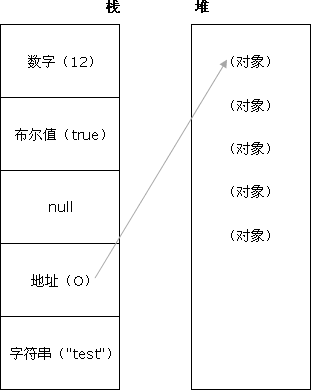 栈 堆
数字（12）
布尔值（true）
null
地址（O）
字符串（"test"）
（对象）
（对象）
（对象）
（对象）
（对象）